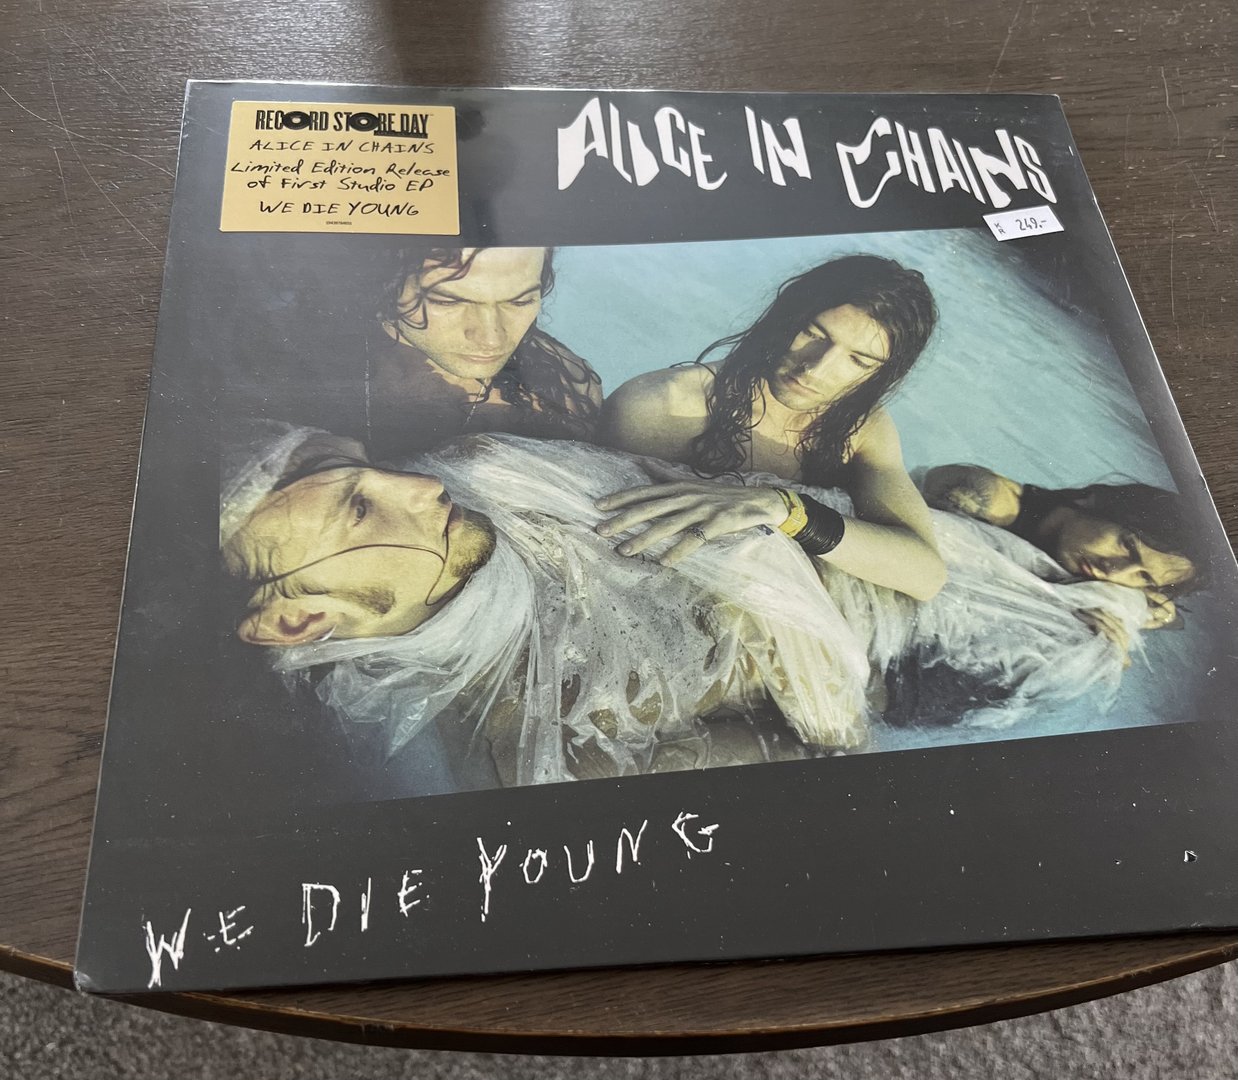 RECORD STORE DAY
ALICE IN CHAINS
Limited Edition Release
of First Studio EP
WE DIE YOUNG
ALICE IN CHAINS
KR 249.-
WE DIE YOUNG